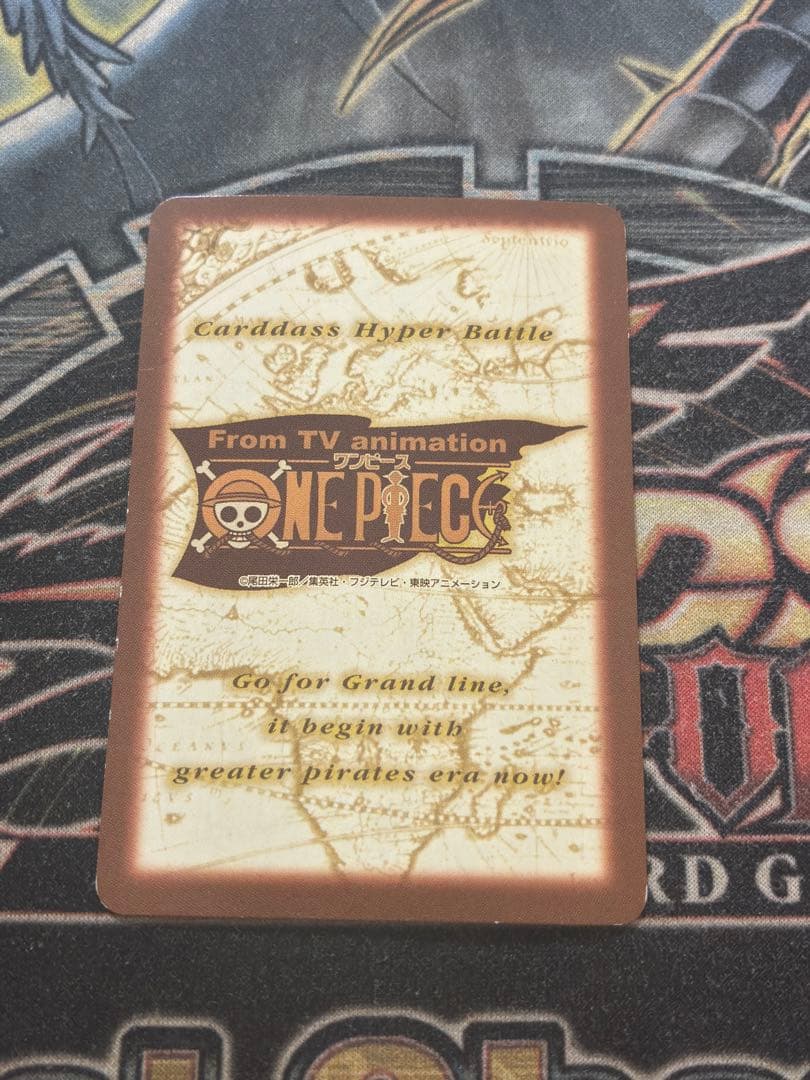 Septentrio
Carddass Hyper Battle
From TV animation
ワンピース
ONE PIECE
©尾田栄一郎／集英社・フジテレビ・東映アニメーション
Go for Grand line,
it begin with
greater pirates era now!
RD G